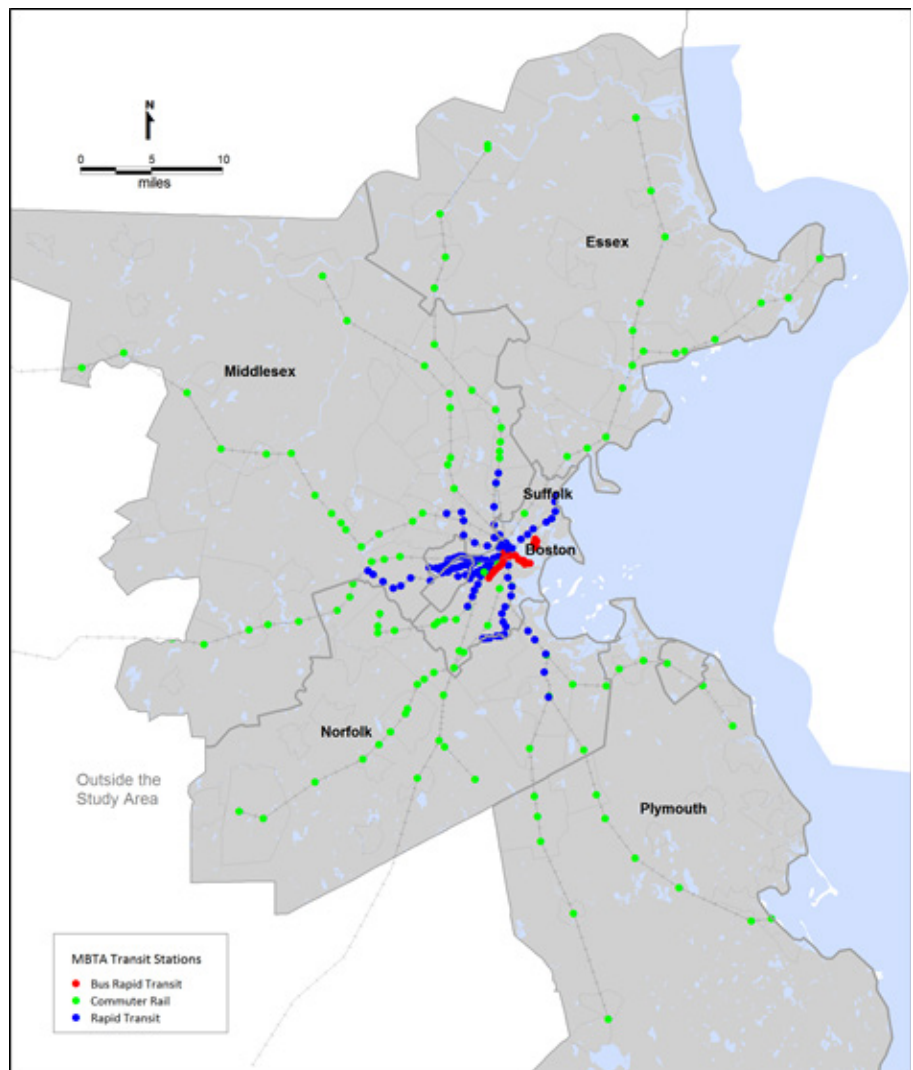 N
0 5 10
miles
Essex
Middlesex
Suffolk
Boston
Norfolk
Outside the
Study Area
Plymouth
MBTA Transit Stations
Bus Rapid Transit
Commuter Rail
Rapid Transit